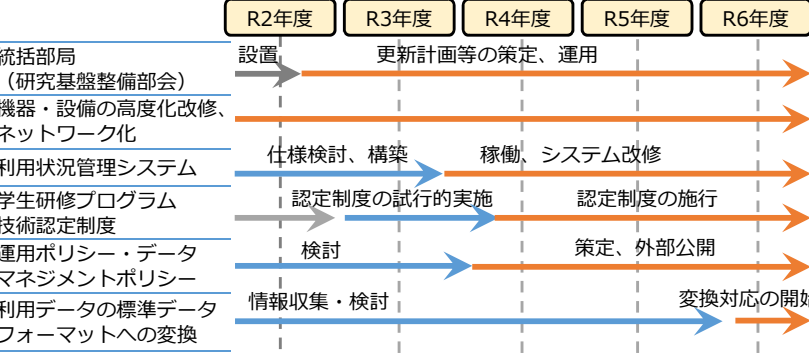 R2年度 R3年度 R4年度 R5年度 R6年度
統括部局
（研究基盤整備部会）
設置
更新計画等の策定、運用
機器・設備の高度化改修、
ネットワーク化
利用状況管理システム
仕様検討、構築
稼働、システム改修
学生研修プログラム
技術認定制度
認定制度の試行的実施
認定制度の施行
運用ポリシー・データ
マネジメントポリシー
検討
策定、外部公開
利用データの標準データ
フォーマットへの変換
情報収集・検討
変換対応の開始